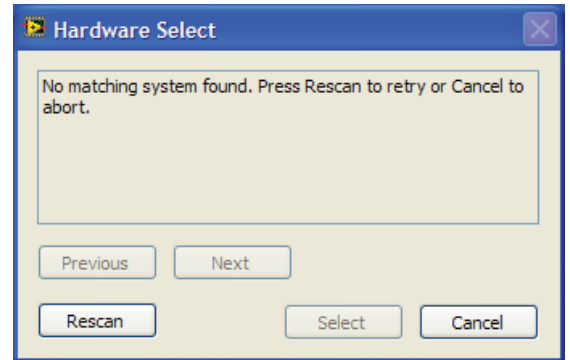 Hardware Select
No matching system found. Press Rescan to retry or Cancel to
abort.
Previous Next
Rescan Select Cancel